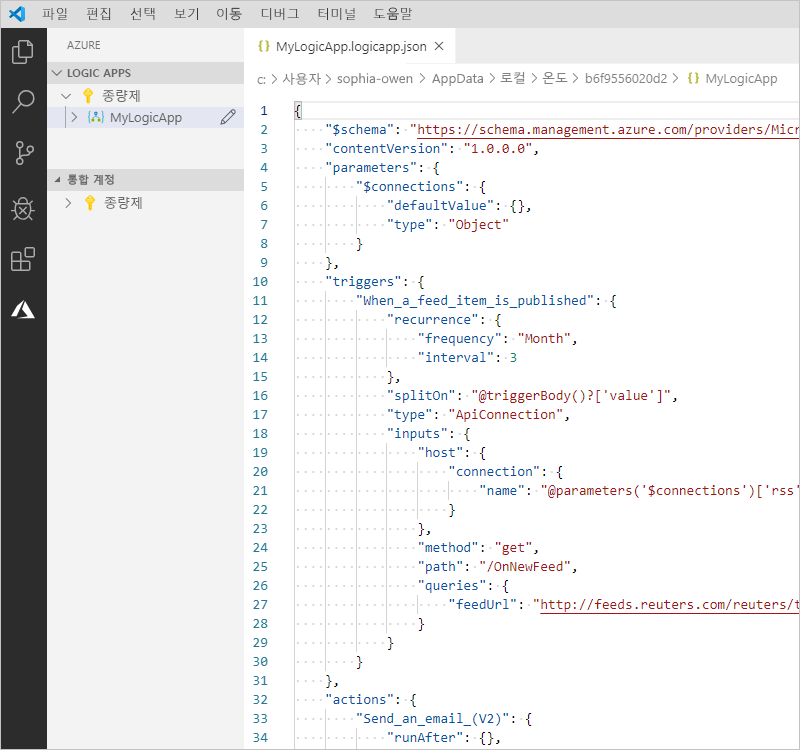 파일 편집 선택 보기 이동 디버그 터미널 도움말
AZURE
LOGIC APPS
종량제
MyLogicApp
통합 계정
종량제
{} MyLogicApp.logicapp.json ×
c: > 사용자 > sophia-owen > AppData > 로컬 > 온도 > b6f9556020d2 > {} MyLogicApp
1 {
2 "$schema": "https://schema.management.azure.com/providers/Micr
3 "contentVersion": "1.0.0.0",
4 "parameters": {
5 "$connections": {
6 "defaultValue": {},
7 "type": "Object"
8 }
9 },
10 "triggers": {
11 "When_a_feed_item_is_published": {
12 "recurrence": {
13 "frequency": "Month",
14 "interval": 3
15 },
16 "splitOn": "@triggerBody()?['value']",
17 "type": "ApiConnection",
18 "inputs": {
19 "host": {
20 "connection": {
21 "name": "@parameters('$connections')['rss'
22 }
23 },
24 "method": "get",
25 "path": "/OnNewFeed",
26 "queries": {
27 "feedUrl": "http://feeds.reuters.com/reuters/t
28 }
29 }
30 }
31 },
32 "actions": {
33 "Send_an_email_(V2)": {
34 "runAfter": {},